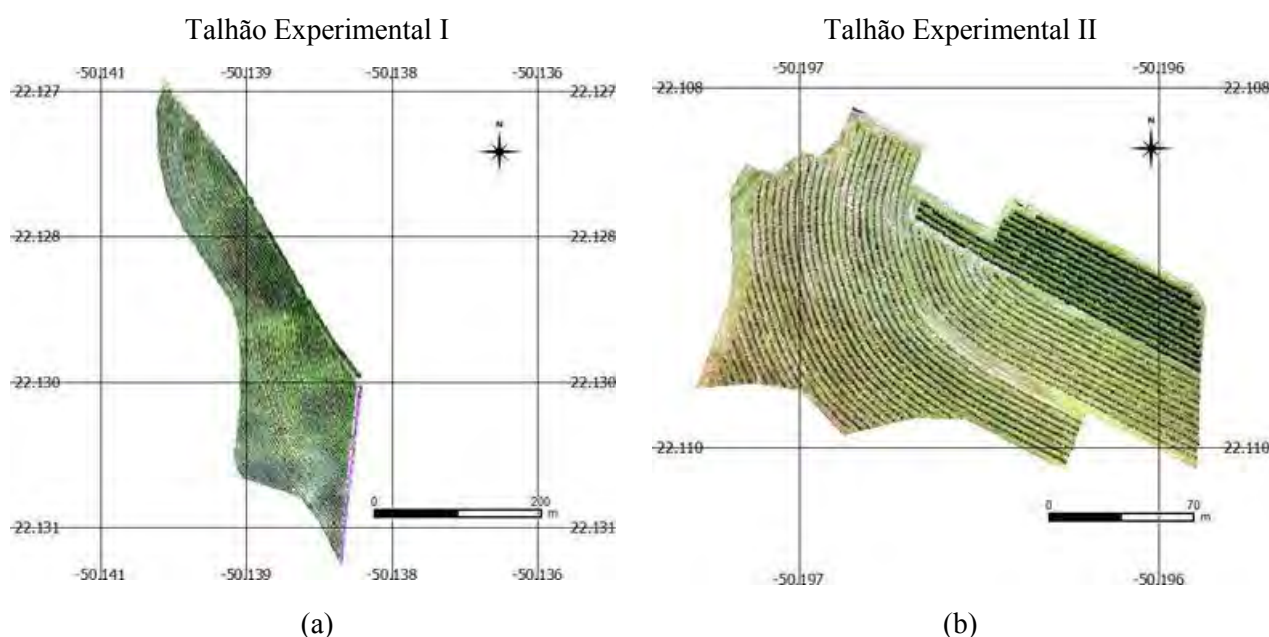 Talhão Experimental I
Talhão Experimental II
-50.141 -50.139 -50.138 -50.136
-50.197 -50.196
22.127 22.127
22.108 22.108
N
N
22.128 22.128
22.130 22.130
22.110 22.110
0 200 m
0 70 m
22.131 22.131
-50.141 -50.139 -50.138 -50.136
-50.197 -50.196
(a)
(b)